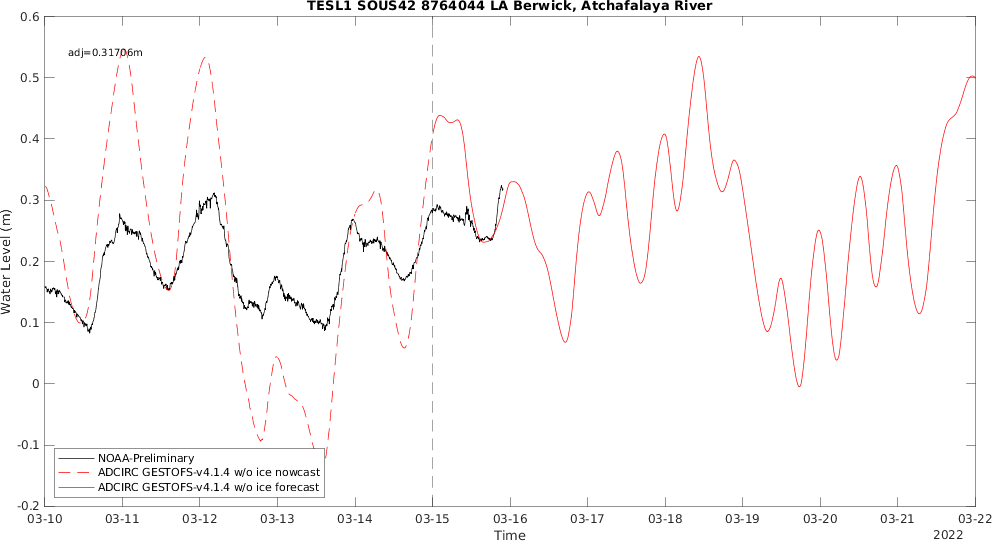 TESL1 SOUS42 8764044 LA Berwick, Atchafalaya River
0.6
adj=0.31706m
0.5
0.4
0.3
0.2
0.1
0
-0.1
-0.2
Water Level (m)
NOAA-Preliminary
ADCIRC GESTOFS-v4.1.4 w/o ice nowcast
ADCIRC GESTOFS-v4.1.4 w/o ice forecast
03-10 03-11 03-12 03-13 03-14 03-15 03-16 03-17 03-18 03-19 03-20 03-21 03-22
Time
2022